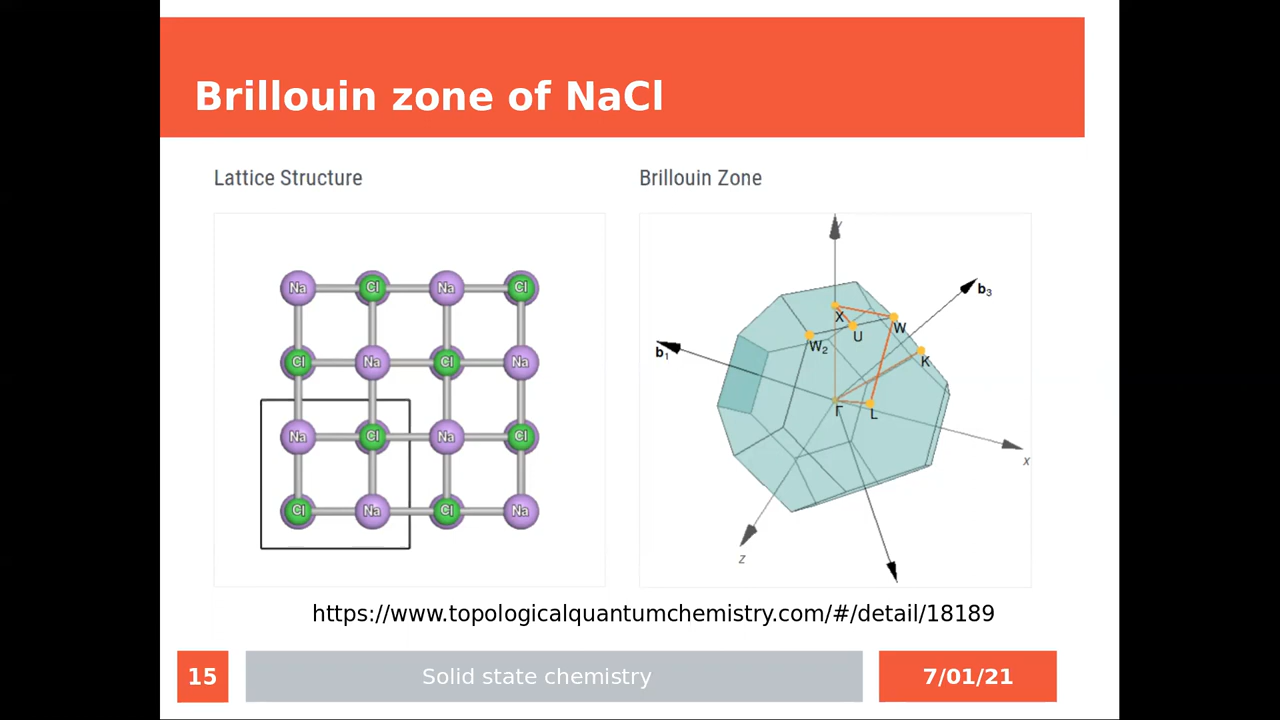 Brillouin zone of NaCl
Lattice Structure
Brillouin Zone
Na Cl Na Cl
Cl Na Cl Na
Na Cl Na Cl
Cl Na Cl Na
y
b3
X
W
U
W2
b1
K
Γ
L
x
z
https://www.topologicalquantumchemistry.com/#/detail/18189
15
Solid state chemistry
7/01/21